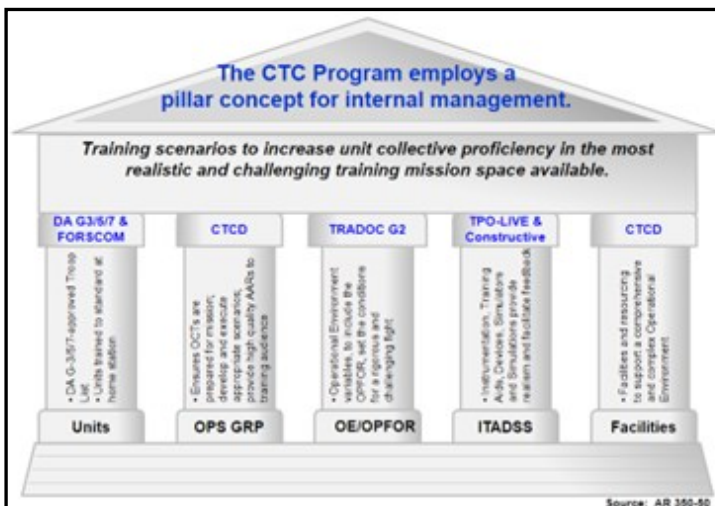 The CTC Program employs a
pillar concept for internal management.
Training scenarios to increase unit collective proficiency in the most
realistic and challenging training mission space available.
DA G3/5/7 &
FORSCOM
• DA G-3/5/7-approved Troop
List
• Units trained to standard at
home station
Units
CTCD
• Ensures OCTs are
prepared for mission;
develop and execute
appropriate scenarios;
provide high quality AARs to
training audience
OPS GRP
TRADOC G2
• Operational Environment
variables, to include the
OPFOR, set the conditions
for a rigorous and
challenging fight
OE/OPFOR
TPO-LIVE &
Constructive
• Instrumentation, Training
Aids, Devices, Simulators
and Simulations provide
realism and facilitate feedback
ITADSS
CTCD
• Facilities and resourcing
to support a comprehensive
and complex Operational
Environment
Facilities
Source: AR 350-50